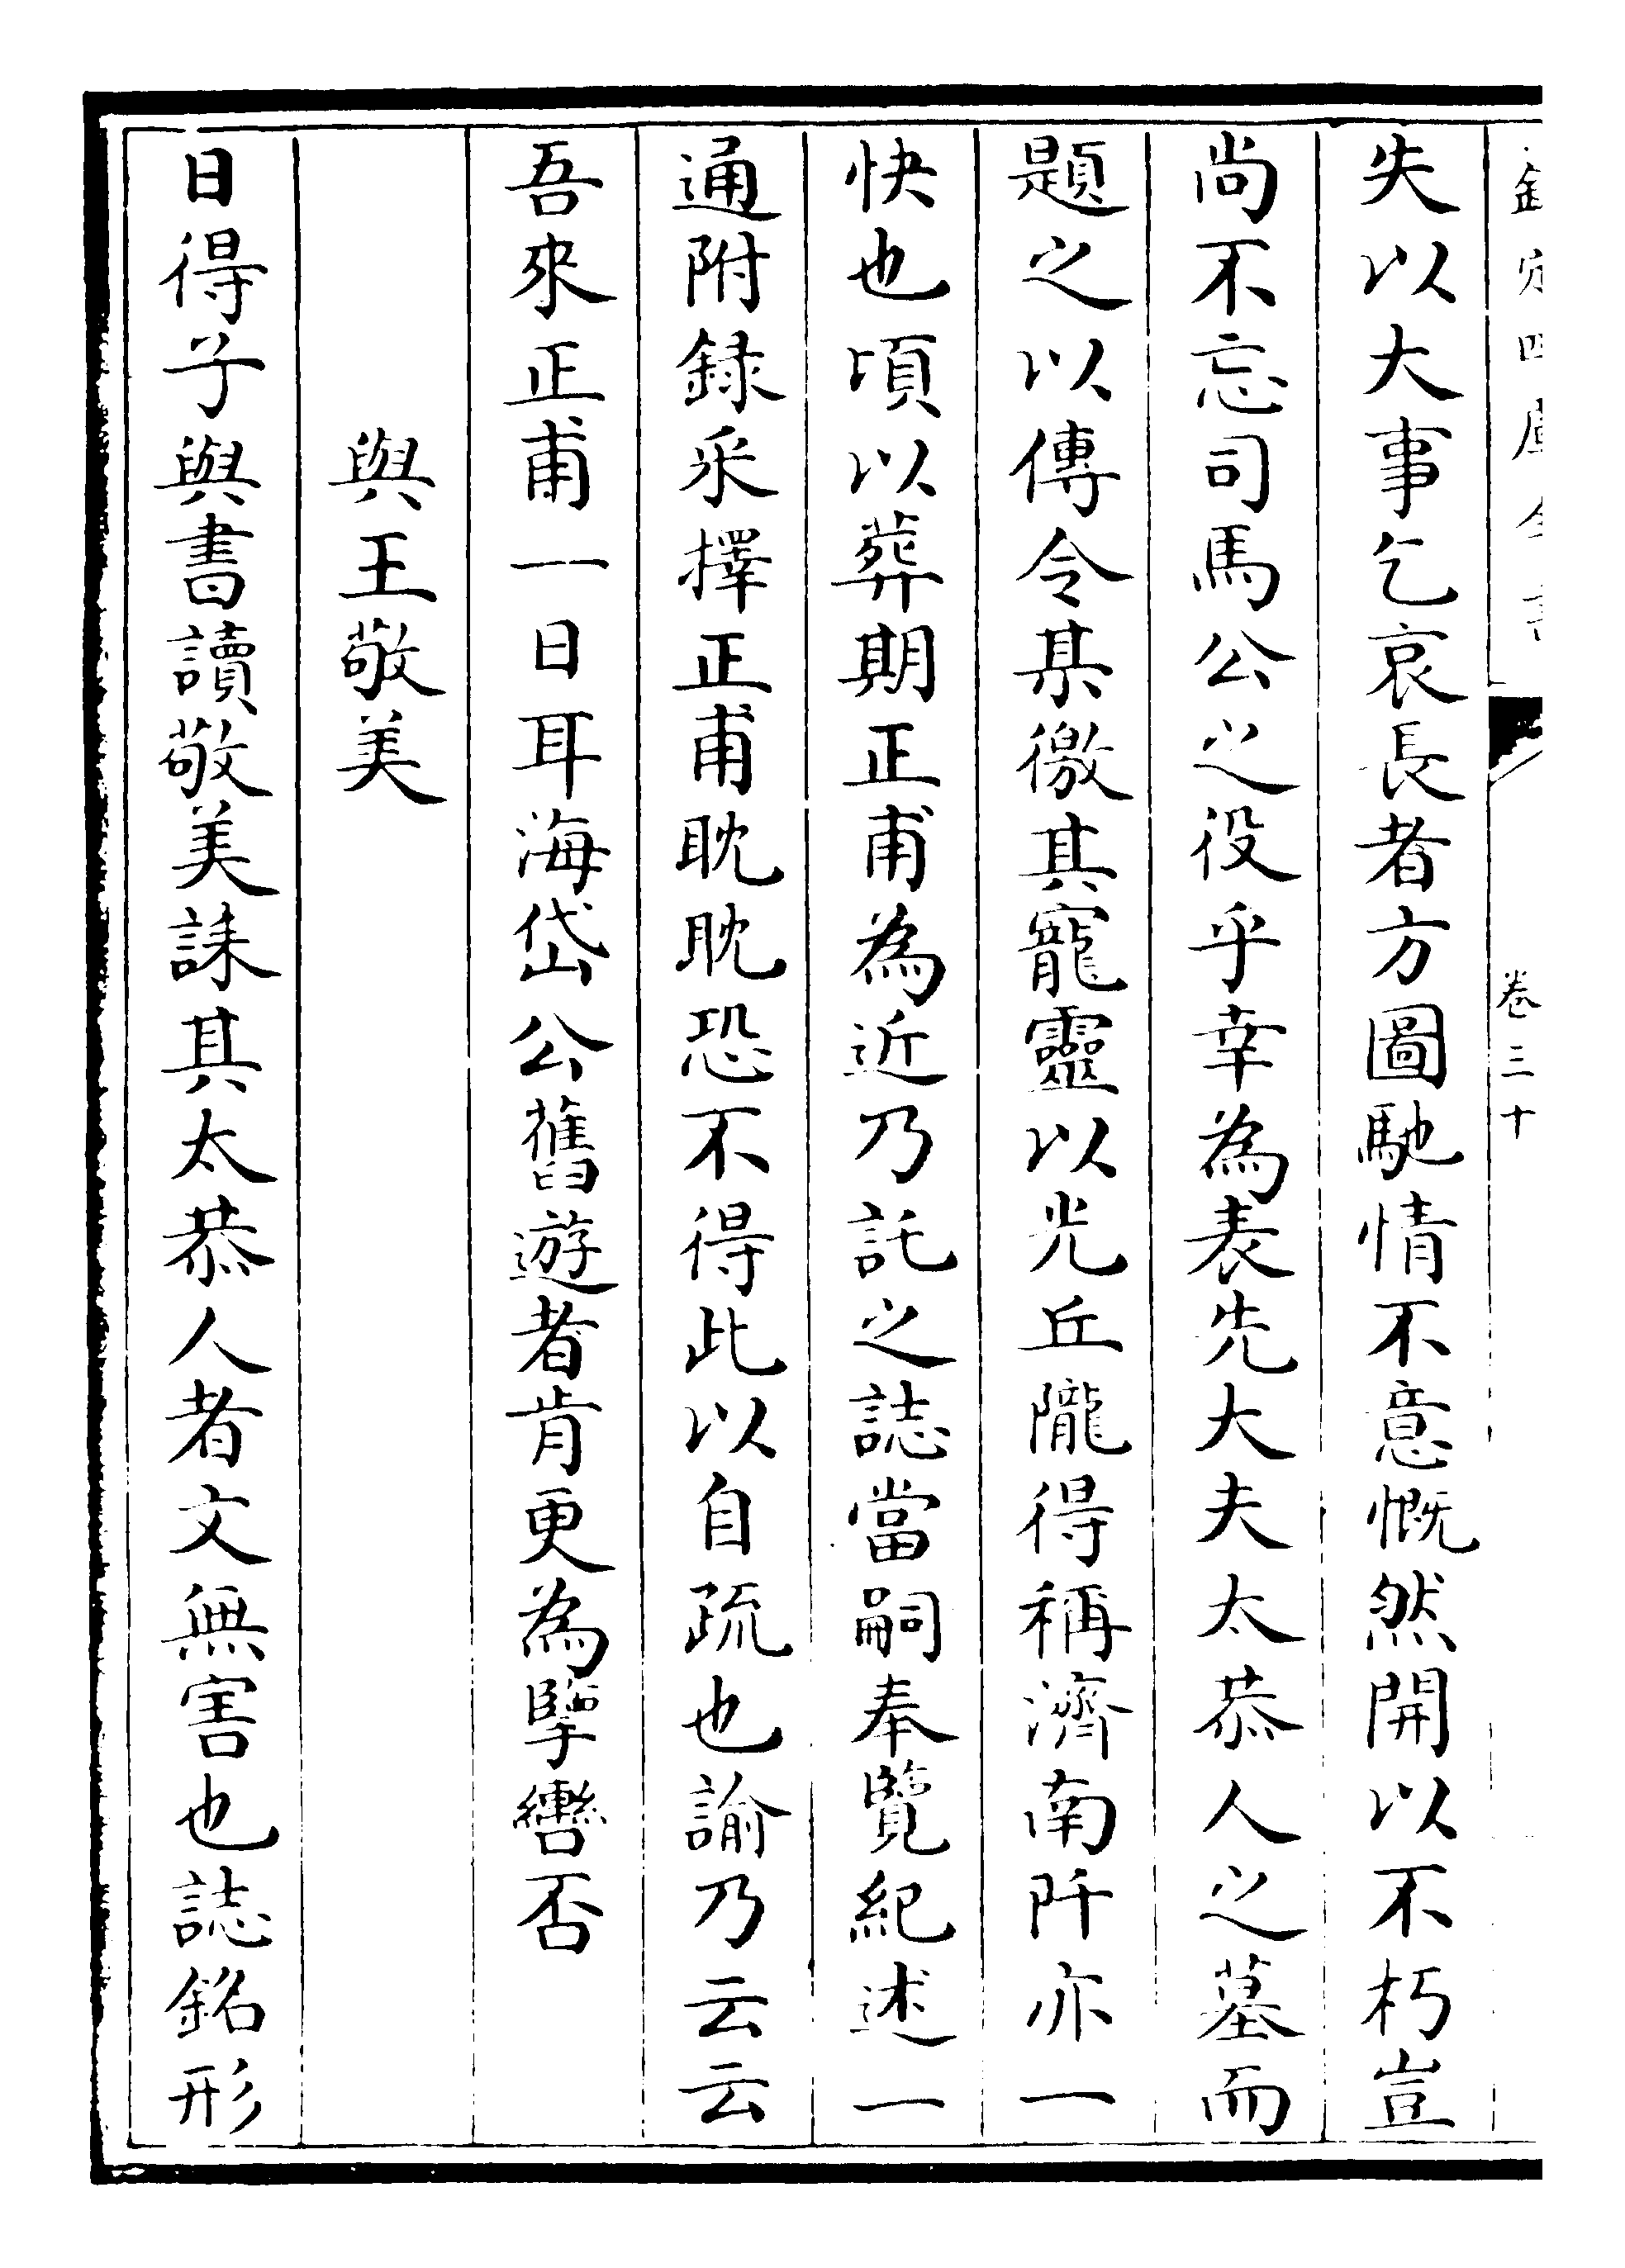 欽定四庫全書 卷三十
失以大事乞哀長者方圖馳情不意慨然開以不朽豈
尚不忘司馬公之役乎幸為表先大夫太恭人之墓而
題之以傳令某徼其寵靈以光丘隴得稱濟南阡亦一
快也頃以葬期正甫為近乃託之誌當嗣奉覽紀述一
通附錄采擇正甫耽耽恐不得此以自疏也諭乃云云
吾來正甫一日耳海岱公舊遊者肯更為擥轡否
與王敬美
日得子與書讀敬美誄其太恭人者文無害也誌銘形